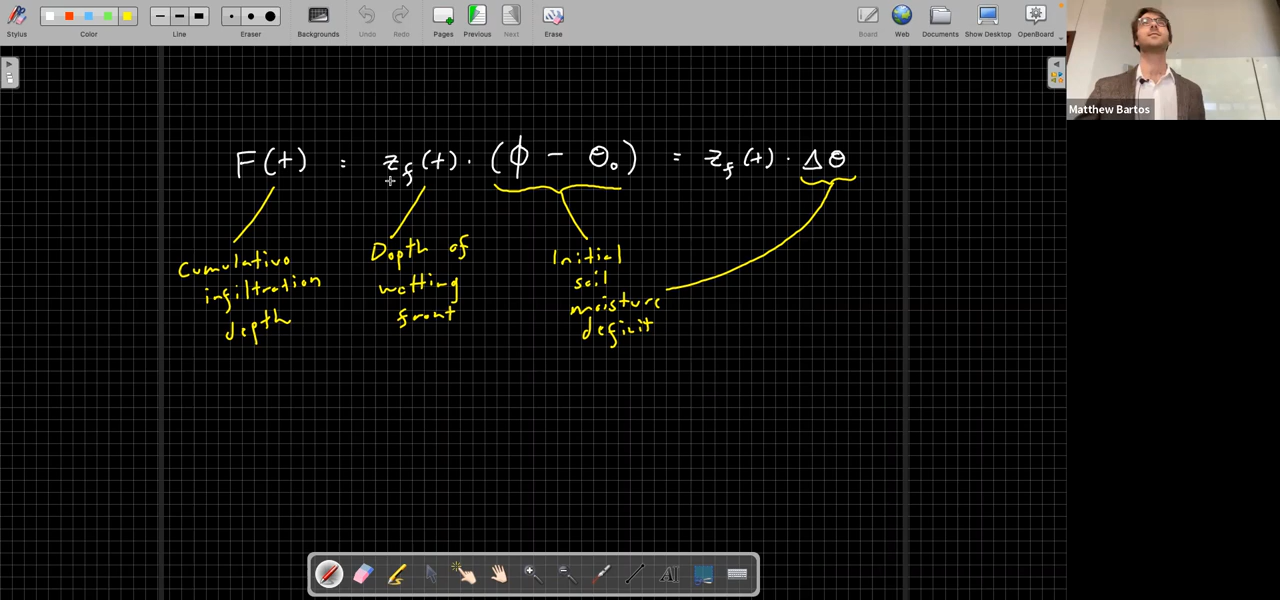 Stylus
Color
Line
Eraser
Backgrounds
Undo
Redo
Pages
Previous
Next
Erase
Board
Web
Documents
Show Desktop
OpenBoard
Matthew Bartos
F(t) = z_f(t) · (ϕ − θ₀) = z_f(t) · Δθ
Cumulative
infiltration
depth
Depth of
wetting
front
Initial
soil
moisture
deficit
AI